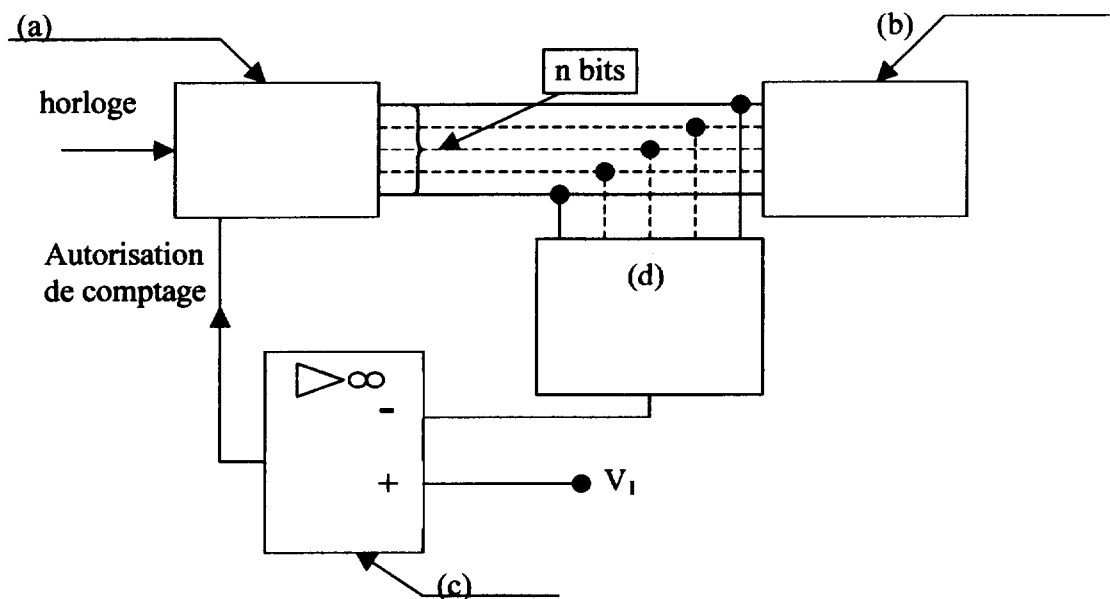 (a)
(b)
n bits
horloge
Autorisation
de comptage
(d)
▷∞
-
+
V₁
(c)